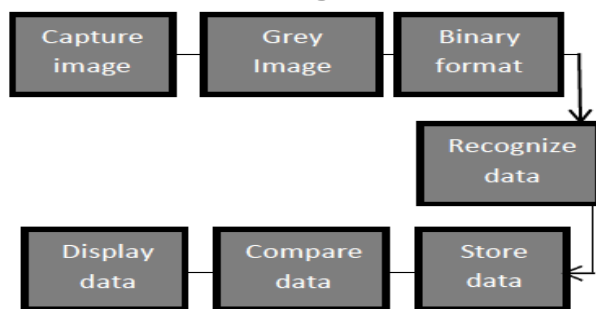 Capture
image
Grey
Image
Binary
format
Recognize
data
Store
data
Compare
data
Display
data